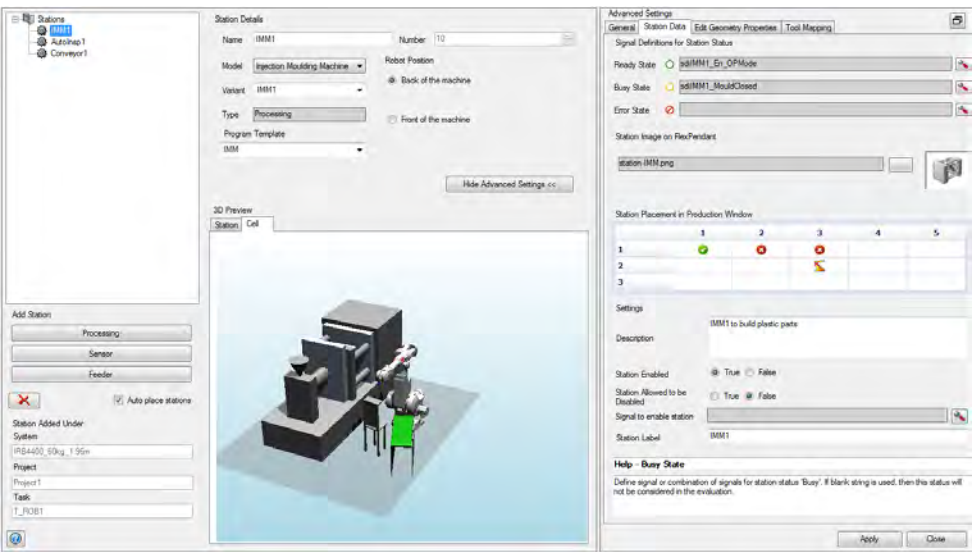 Stations
IMM1
AutoInsp1
Conveyor1
Add Station
Processing
Sensor
Feeder
Auto place stations
Station Added Under
System
IRB4400_60kg_1.95m
Project
Project1
Task
T_ROB1
Station Details
Name IMM1 Number 10
Model Injection Moulding Machine
Robot Position
Back of the machine
Variant IMM1
Type Processing
Front of the machine
Program Template
IMM
Hide Advanced Settings <<
3D Preview
Station Cell
Advanced Settings
General Station Data Edit Geometry Properties Tool Mapping
Signal Definitions for Station Status
Ready State sdiIMM1_En_OPMode
Busy State sdiIMM1_MouldClosed
Error State
Station Image on FlexPendant
station-IMM.png
Station Placement in Production Window
1 2 3 4 5
1
2
3
Settings
Description IMM1 to build plastic parts
Station Enabled True False
Station Allowed to be Disabled True False
Signal to enable station
Station Label IMM1
Help - Busy State
Define signal or combination of signals for station status 'Busy'. If blank string is used, then this status will
not be considered in the evaluation.
Apply Close